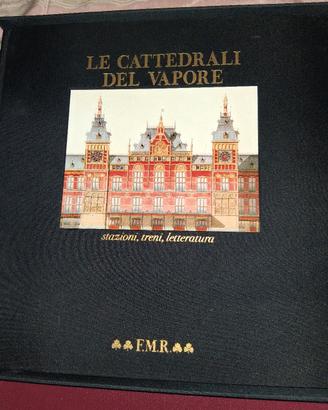 LE CATTEDRALI
DEL VAPORE
stazioni, treni, letteratura
F.M.R.